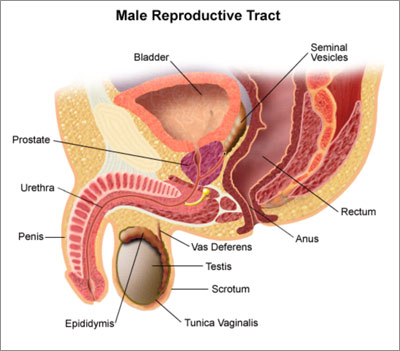 Male Reproductive Tract
Bladder
Seminal
Vesicles
Prostate
Urethra
Penis
Rectum
Anus
Vas Deferens
Testis
Scrotum
Epididymis
Tunica Vaginalis